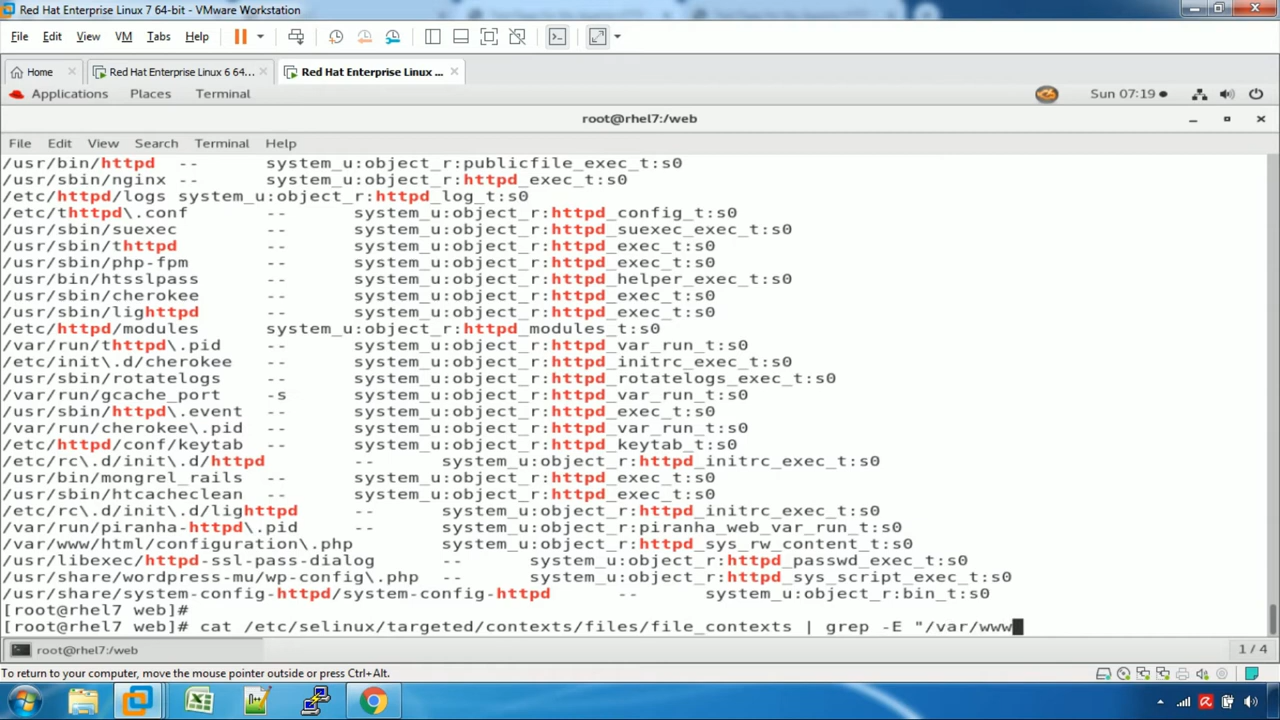 Red Hat Enterprise Linux 7 64-bit - VMware Workstation
File Edit View VM Tabs Help
Home Red Hat Enterprise Linux 6 64... Red Hat Enterprise Linux ...
Applications Places Terminal Sun 07:19
root@rhel7:/web
File Edit View Search Terminal Help
/usr/bin/httpd -- system_u:object_r:publicfile_exec_t:s0
/usr/sbin/nginx -- system_u:object_r:httpd_exec_t:s0
/etc/httpd/logs system_u:object_r:httpd_log_t:s0
/etc/thttpd\.conf -- system_u:object_r:httpd_config_t:s0
/usr/sbin/suexec -- system_u:object_r:httpd_suexec_exec_t:s0
/usr/sbin/thttpd -- system_u:object_r:httpd_exec_t:s0
/usr/sbin/php-fpm -- system_u:object_r:httpd_exec_t:s0
/usr/bin/htsslpass -- system_u:object_r:httpd_helper_exec_t:s0
/usr/sbin/cherokee -- system_u:object_r:httpd_exec_t:s0
/usr/sbin/lighttpd -- system_u:object_r:httpd_exec_t:s0
/etc/httpd/modules system_u:object_r:httpd_modules_t:s0
/var/run/thttpd\.pid -- system_u:object_r:httpd_var_run_t:s0
/etc/init\.d/cherokee -- system_u:object_r:httpd_initrc_exec_t:s0
/usr/sbin/rotatelogs -- system_u:object_r:httpd_rotatelogs_exec_t:s0
/var/run/gcache_port -s system_u:object_r:httpd_var_run_t:s0
/usr/sbin/httpd\.event -- system_u:object_r:httpd_exec_t:s0
/var/run/cherokee\.pid -- system_u:object_r:httpd_var_run_t:s0
/etc/httpd/conf/keytab -- system_u:object_r:httpd_keytab_t:s0
/etc/rc\.d/init\.d/httpd -- system_u:object_r:httpd_initrc_exec_t:s0
/usr/bin/mongrel_rails -- system_u:object_r:httpd_exec_t:s0
/usr/sbin/htcacheclean -- system_u:object_r:httpd_exec_t:s0
/etc/rc\.d/init\.d/lighttpd -- system_u:object_r:httpd_initrc_exec_t:s0
/var/run/piranha-httpd\.pid -- system_u:object_r:piranha_web_var_run_t:s0
/var/www/html/configuration\.php system_u:object_r:httpd_sys_rw_content_t:s0
/usr/libexec/httpd-ssl-pass-dialog -- system_u:object_r:httpd_passwd_exec_t:s0
/usr/share/wordpress-mu/wp-config\.php -- system_u:object_r:httpd_sys_script_exec_t:s0
/usr/share/system-config-httpd/system-config-httpd -- system_u:object_r:bin_t:s0
[root@rhel7 web]#
[root@rhel7 web]# cat /etc/selinux/targeted/contexts/files/file_contexts | grep -E "/var/www
root@rhel7:/web 1 / 4
To return to your computer, move the mouse pointer outside or press Ctrl+Alt.
7:19 AM